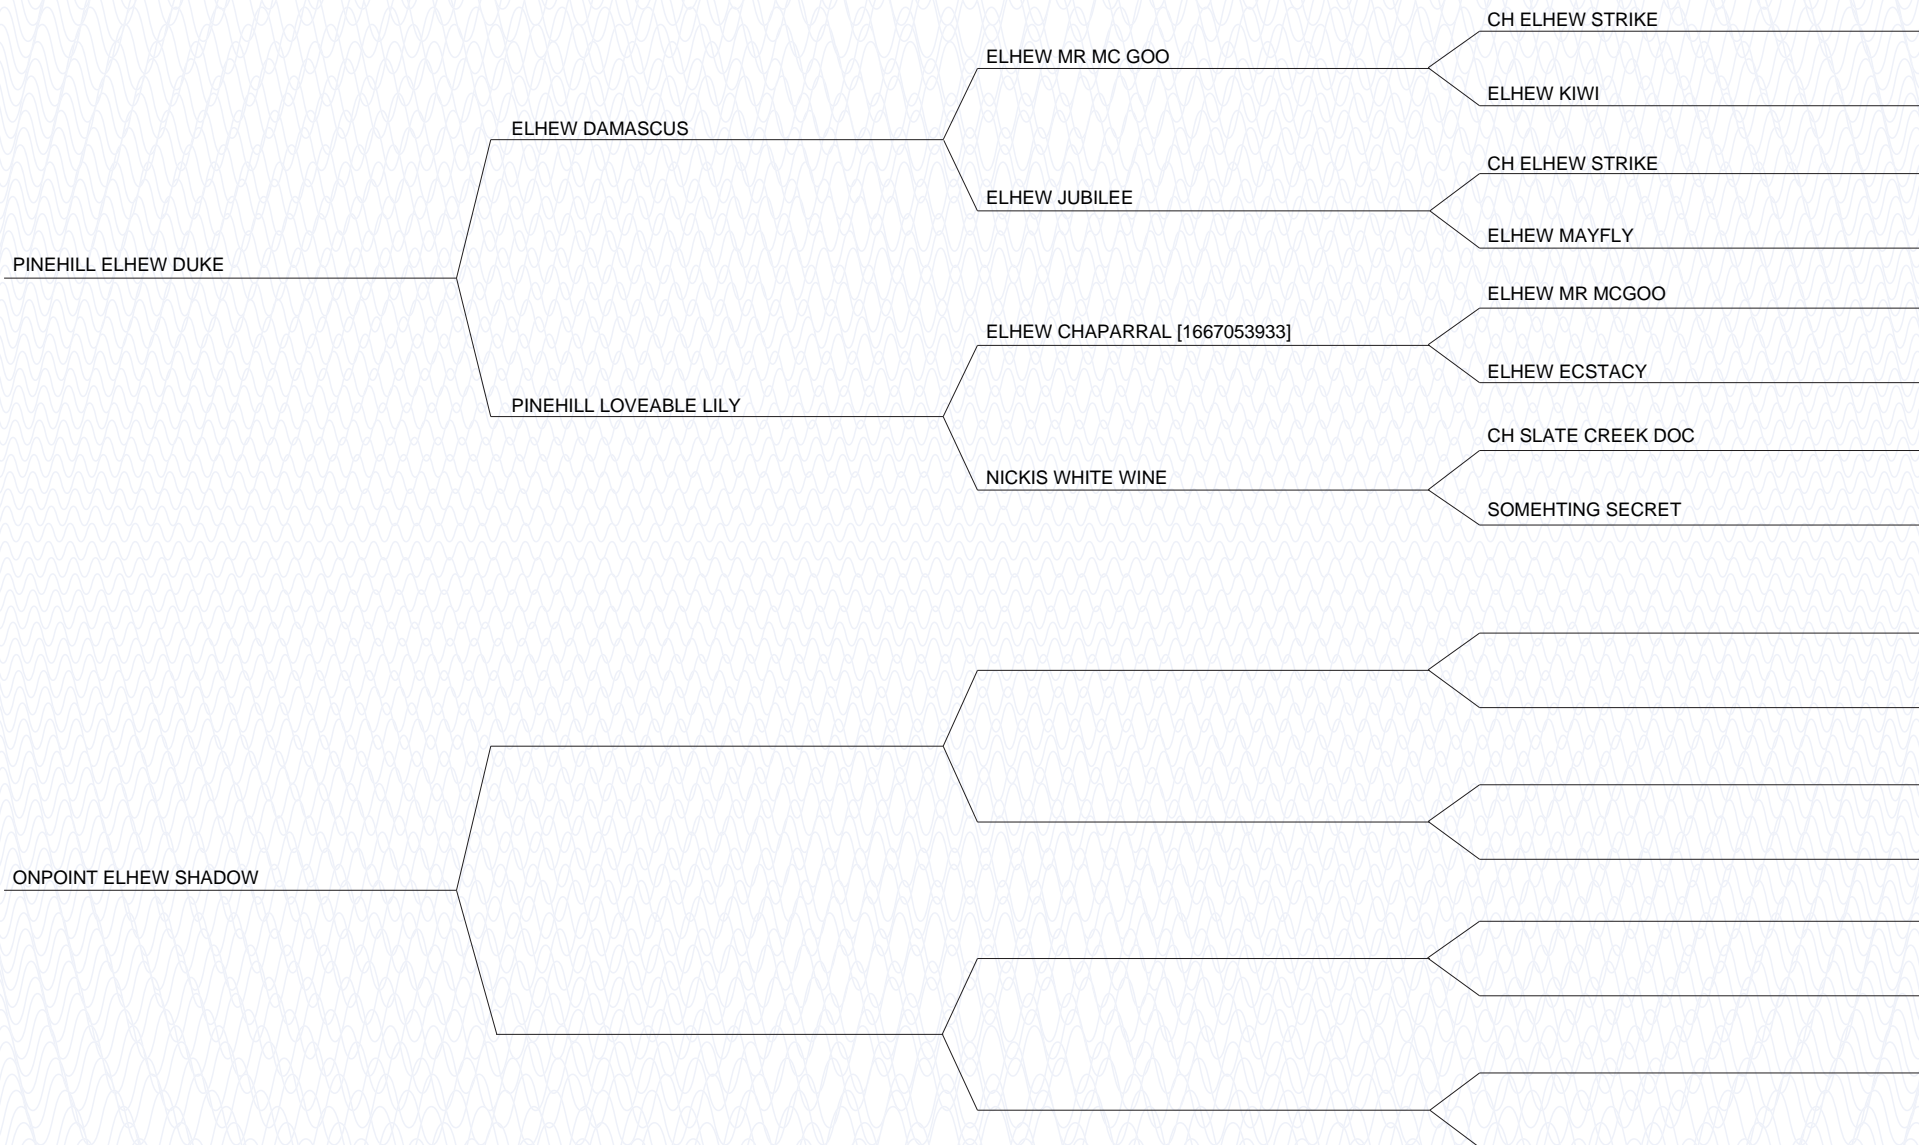 CH ELHEW STRIKE
ELHEW MR MC GOO
ELHEW KIWI
ELHEW DAMASCUS
CH ELHEW STRIKE
ELHEW JUBILEE
ELHEW MAYFLY
PINEHILL ELHEW DUKE
ELHEW MR MCGOO
ELHEW CHAPARRAL [1667053933]
ELHEW ECSTACY
PINEHILL LOVEABLE LILY
CH SLATE CREEK DOC
NICKIS WHITE WINE
SOMEHTING SECRET
ONPOINT ELHEW SHADOW